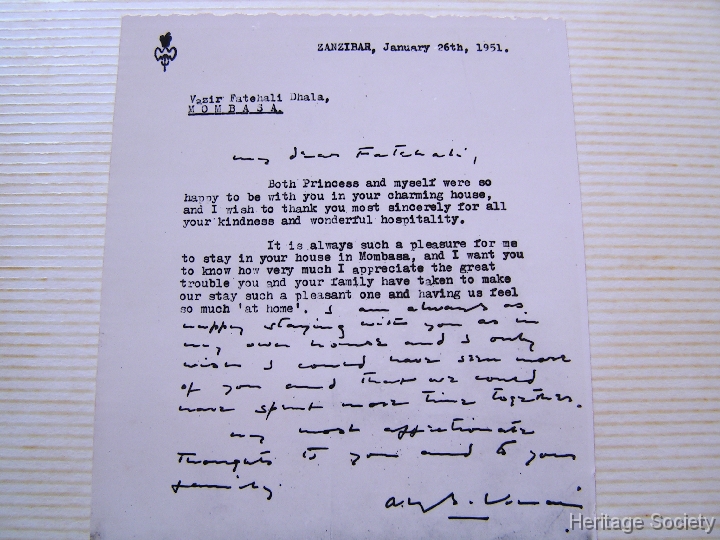 ZANZIBAR, January 26th, 1951.
Vazir Fatehali Dhala,
MOMBASA.
My dear Fatehali,
Both Princess and myself were so
happy to be with you in your charming house,
and I wish to thank you most sincerely for all
your kindness and wonderful hospitality.
It is always such a pleasure for me
to stay in your house in Mombasa, and I want you
to know how very much I appreciate the great
trouble you and your family have taken to make
our stay such a pleasant one and having us feel
so much 'at home'. I am always as
happy staying with you as in
my own house and I only
wish I could have seen more
of you and that we could
have spent more time together.
My most affectionate
thoughts to you and to your
family.
Heritage Society